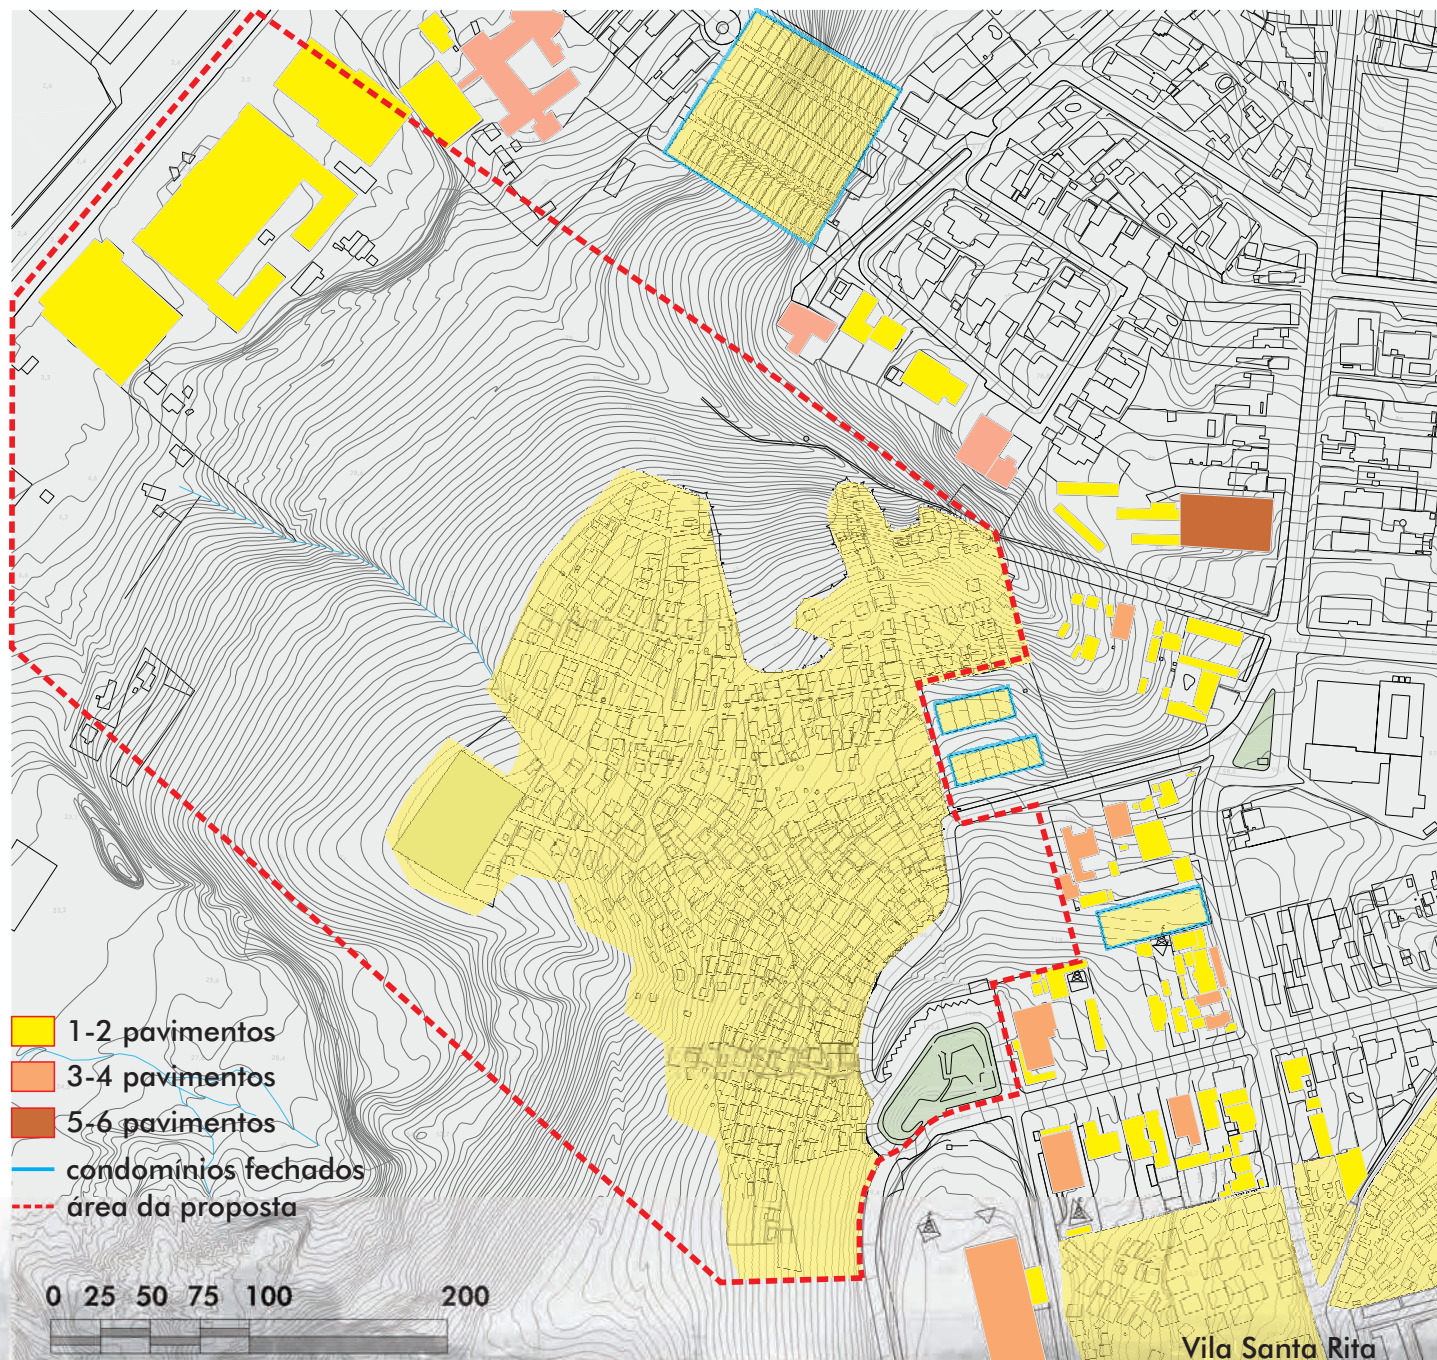 1-2 pavimentos
3-4 pavimentos
5-6 pavimentos
condomínios fechados
área da proposta
0 25 50 75 100 200
Vila Santa Rita